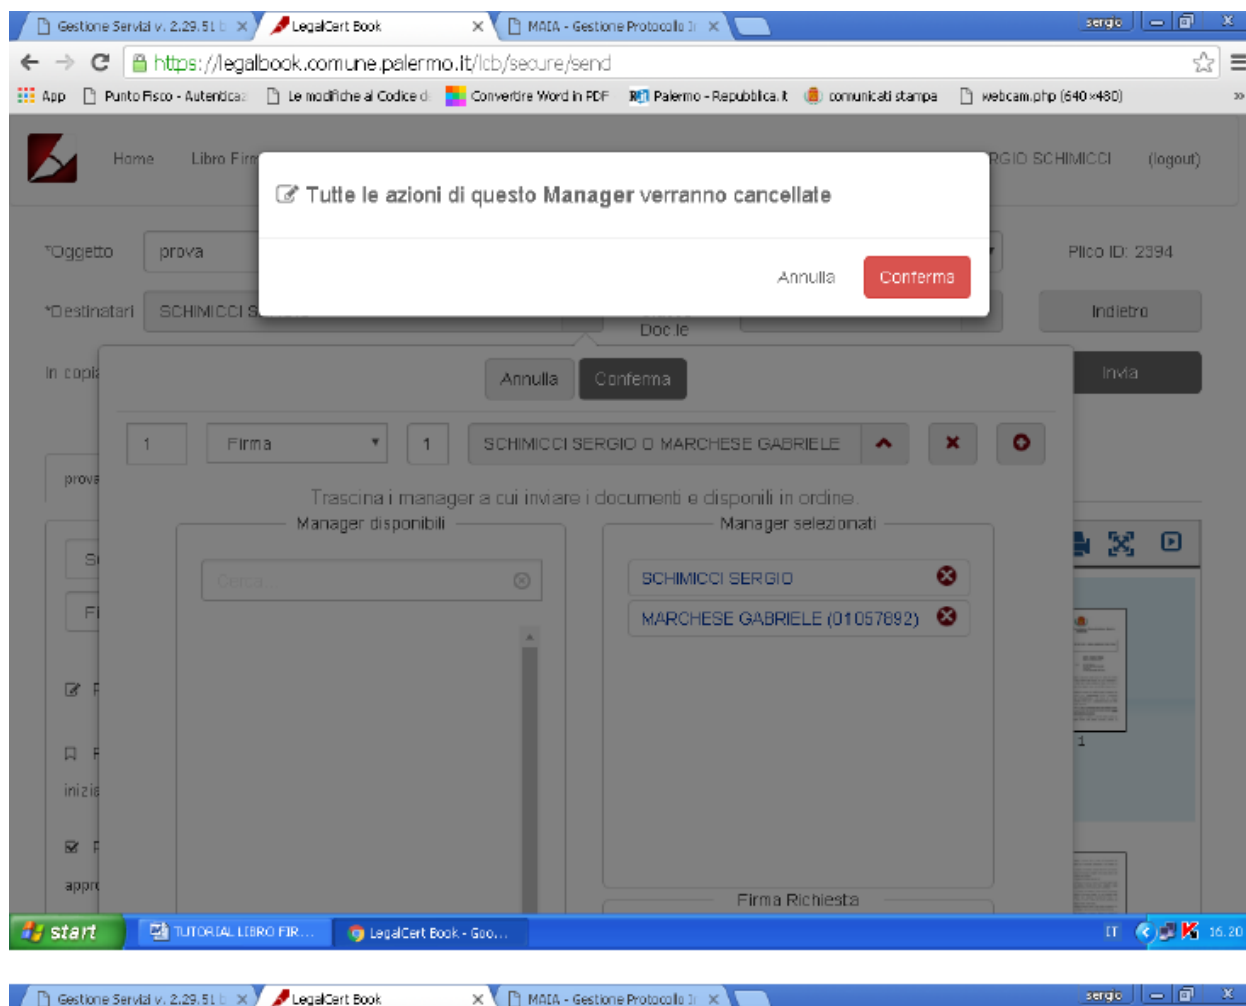 Gestione Servizi v. 2.29.51 b
LegalCert Book
MAIA - Gestione Protocollo I
sergio
https://legalbook.comune.palermo.it/lcb/secure/send
App
Punto Fisco - Autenticaz
Le modifiche al Codice d
Convertire Word in PDF
Palermo - Repubblica.it
comunicati stampa
webcam.php (640×480)
Home
Libro Firm
RGIO SCHIMICCI
(logout)
Tutte le azioni di questo Manager verranno cancellate
Annulla
Conferma
*Oggetto
prova
Plico ID: 2394
*Destinatari
SCHIMICCI S
Doc le
Indietro
In copia
Annulla
Conferma
Invia
1
Firma
1
SCHIMICCI SERGIO O MARCHESE GABRIELE
prova
Trascina i manager a cui inviare i documenti e disponili in ordine.
Manager disponibili
Manager selezionati
Cerca...
SCHIMICCI SERGIO
MARCHESE GABRIELE (01057892)
1
inizia
appro
Firma Richiesta
start
TUTORIAL LIBRO FIR...
LegalCert Book - Goo...
IT
16.20
Gestione Servizi v. 2.29.51 b
LegalCert Book
MAIA - Gestione Protocollo I
sergio